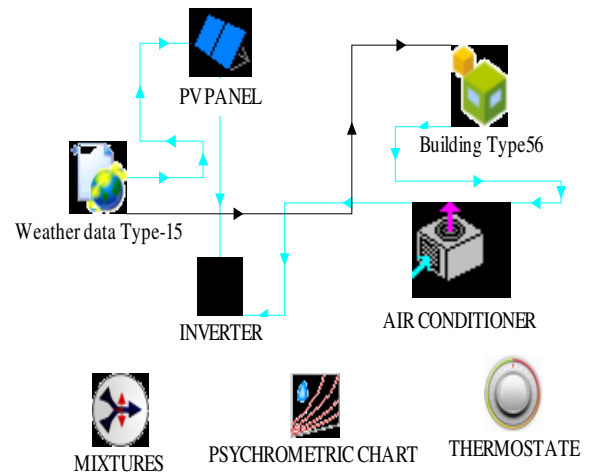 PV PANEL
Building Type56
Weather data Type-15
INVERTER
AIR CONDITIONER
MIXTURES
PSYCHROMETRIC CHART
THERMOSTATE